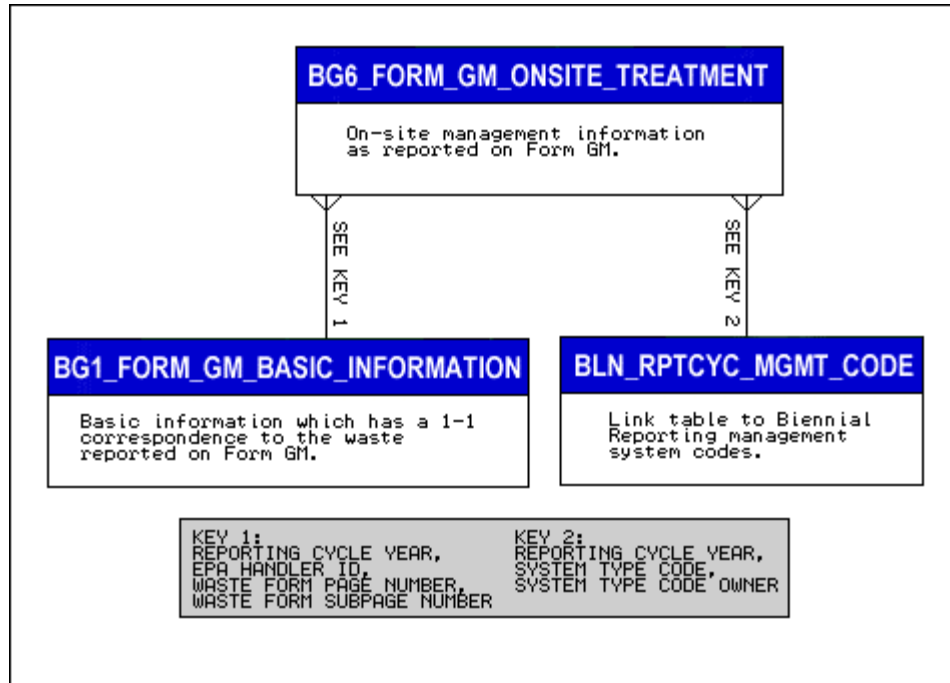 BG6_FORM_GM_ONSITE_TREATMENT
On-site management information
as reported on Form GM.
SEE KEY 1
SEE KEY 2
BG1_FORM_GM_BASIC_INFORMATION
Basic information which has a 1-1
correspondence to the waste
reported on Form GM.
BLN_RPTCYC_MGMT_CODE
Link table to Biennial
Reporting management
system codes.
KEY 1:
REPORTING CYCLE YEAR,
EPA HANDLER ID,
WASTE FORM PAGE NUMBER,
WASTE FORM SUBPAGE NUMBER
KEY 2:
REPORTING CYCLE YEAR,
SYSTEM TYPE CODE,
SYSTEM TYPE CODE OWNER